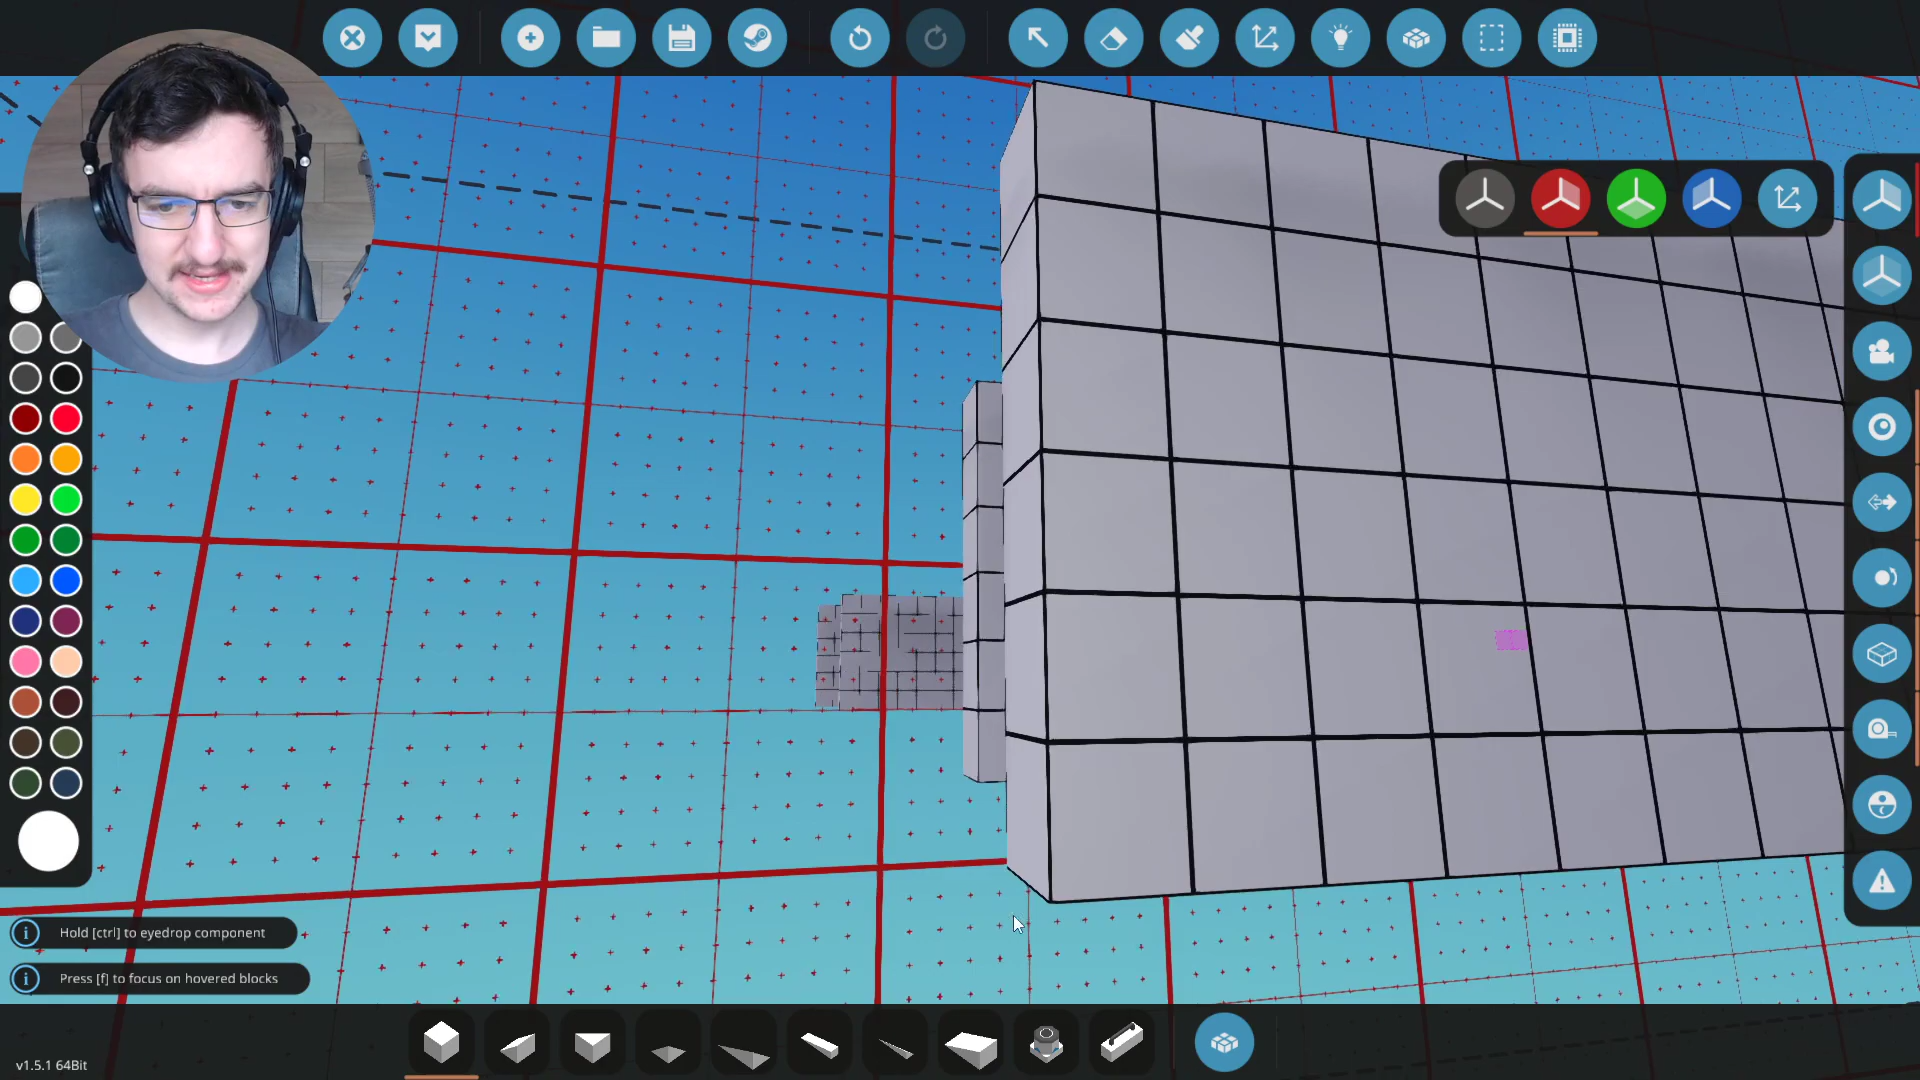 Hold [ctrl] to eyedrop component
Press [f] to focus on hovered blocks
v1.5.1 64Bit